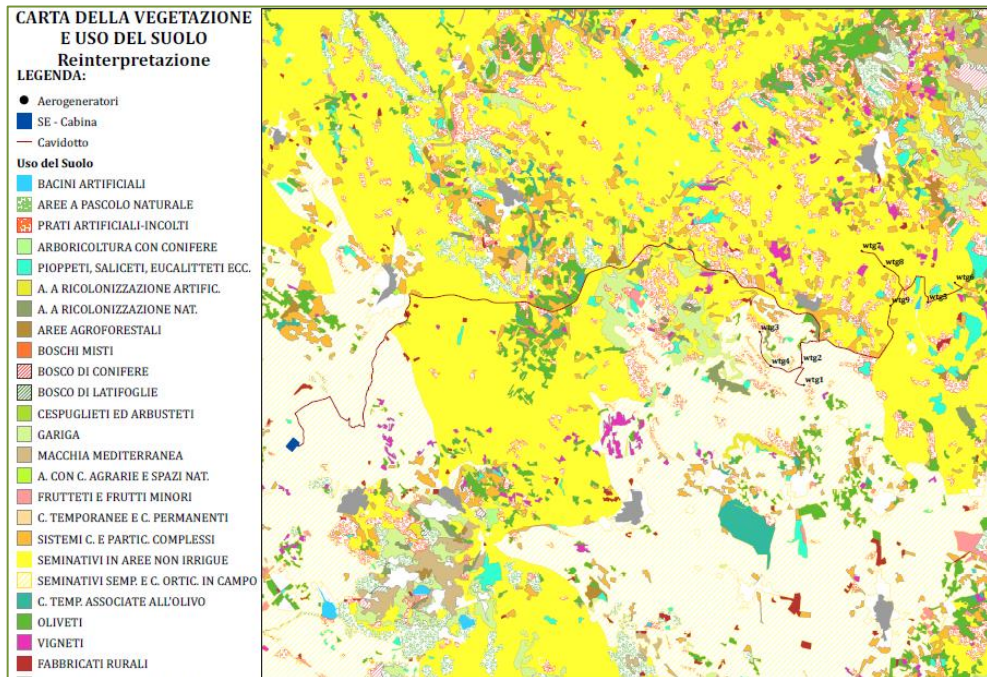 CARTA DELLA VEGETAZIONE
E USO DEL SUOLO
Reinterpretazione
LEGENDA:
Aerogeneratori
SE - Cabina
Cavidotto
Uso del Suolo
BACINI ARTIFICIALI
AREE A PASCOLO NATURALE
PRATI ARTIFICIALI-INCOLTI
ARBORICOLTURA CON CONIFERE
PIOPPETI, SALICETI, EUCALITTETI ECC.
A. A RICOLONIZZAZIONE ARTIFIC.
A. A RICOLONIZZAZIONE NAT.
AREE AGROFORESTALI
BOSCHI MISTI
BOSCO DI CONIFERE
BOSCO DI LATIFOGLIE
CESPUGLIETI ED ARBUSTETI
GARIGA
MACCHIA MEDITERRANEA
A. CON C. AGRARIE E SPAZI NAT.
FRUTTETI E FRUTTI MINORI
C. TEMPORANEE E C. PERMANENTI
SISTEMI C. E PARTIC. COMPLESSI
SEMINATIVI IN AREE NON IRRIGUE
SEMINATIVI SEMP. E C. ORTIC. IN CAMPO
C. TEMP. ASSOCIATE ALL'OLIVO
OLIVETI
VIGNETI
FABBRICATI RURALI
wtg7
wtg8
wtg6
wtg9
wtg5
wtg3
wtg2
wtg4
wtg1